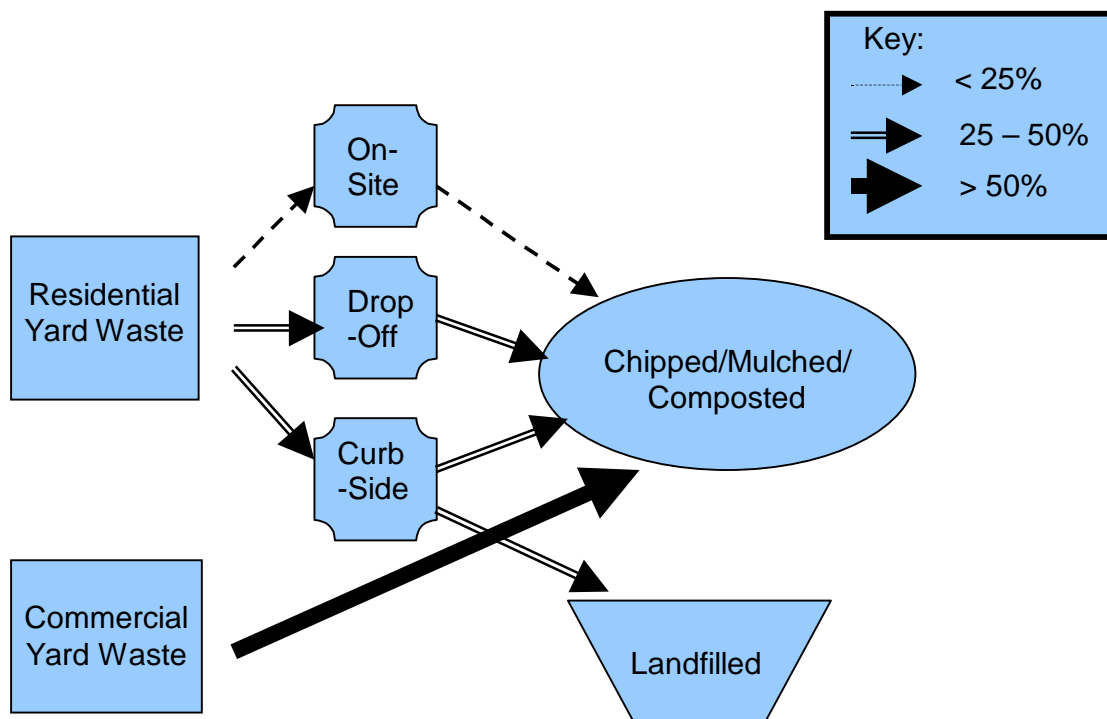 Key:
< 25%
25 – 50%
> 50%
On-
Site
Residential
Yard Waste
Drop
-Off
Chipped/Mulched/
Composted
Curb
-Side
Commercial
Yard Waste
Landfilled